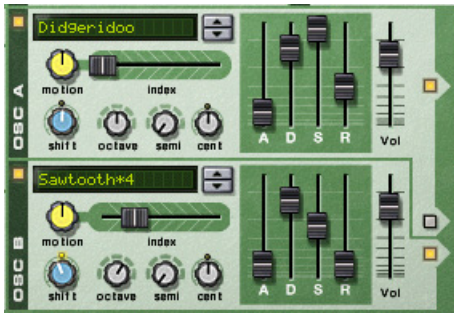 Didgeridoo
motion index
OSC A
shift octave semi cent
A D S R Vol
Sawtooth*4
motion index
OSC B
shift octave semi cent
A D S R Vol